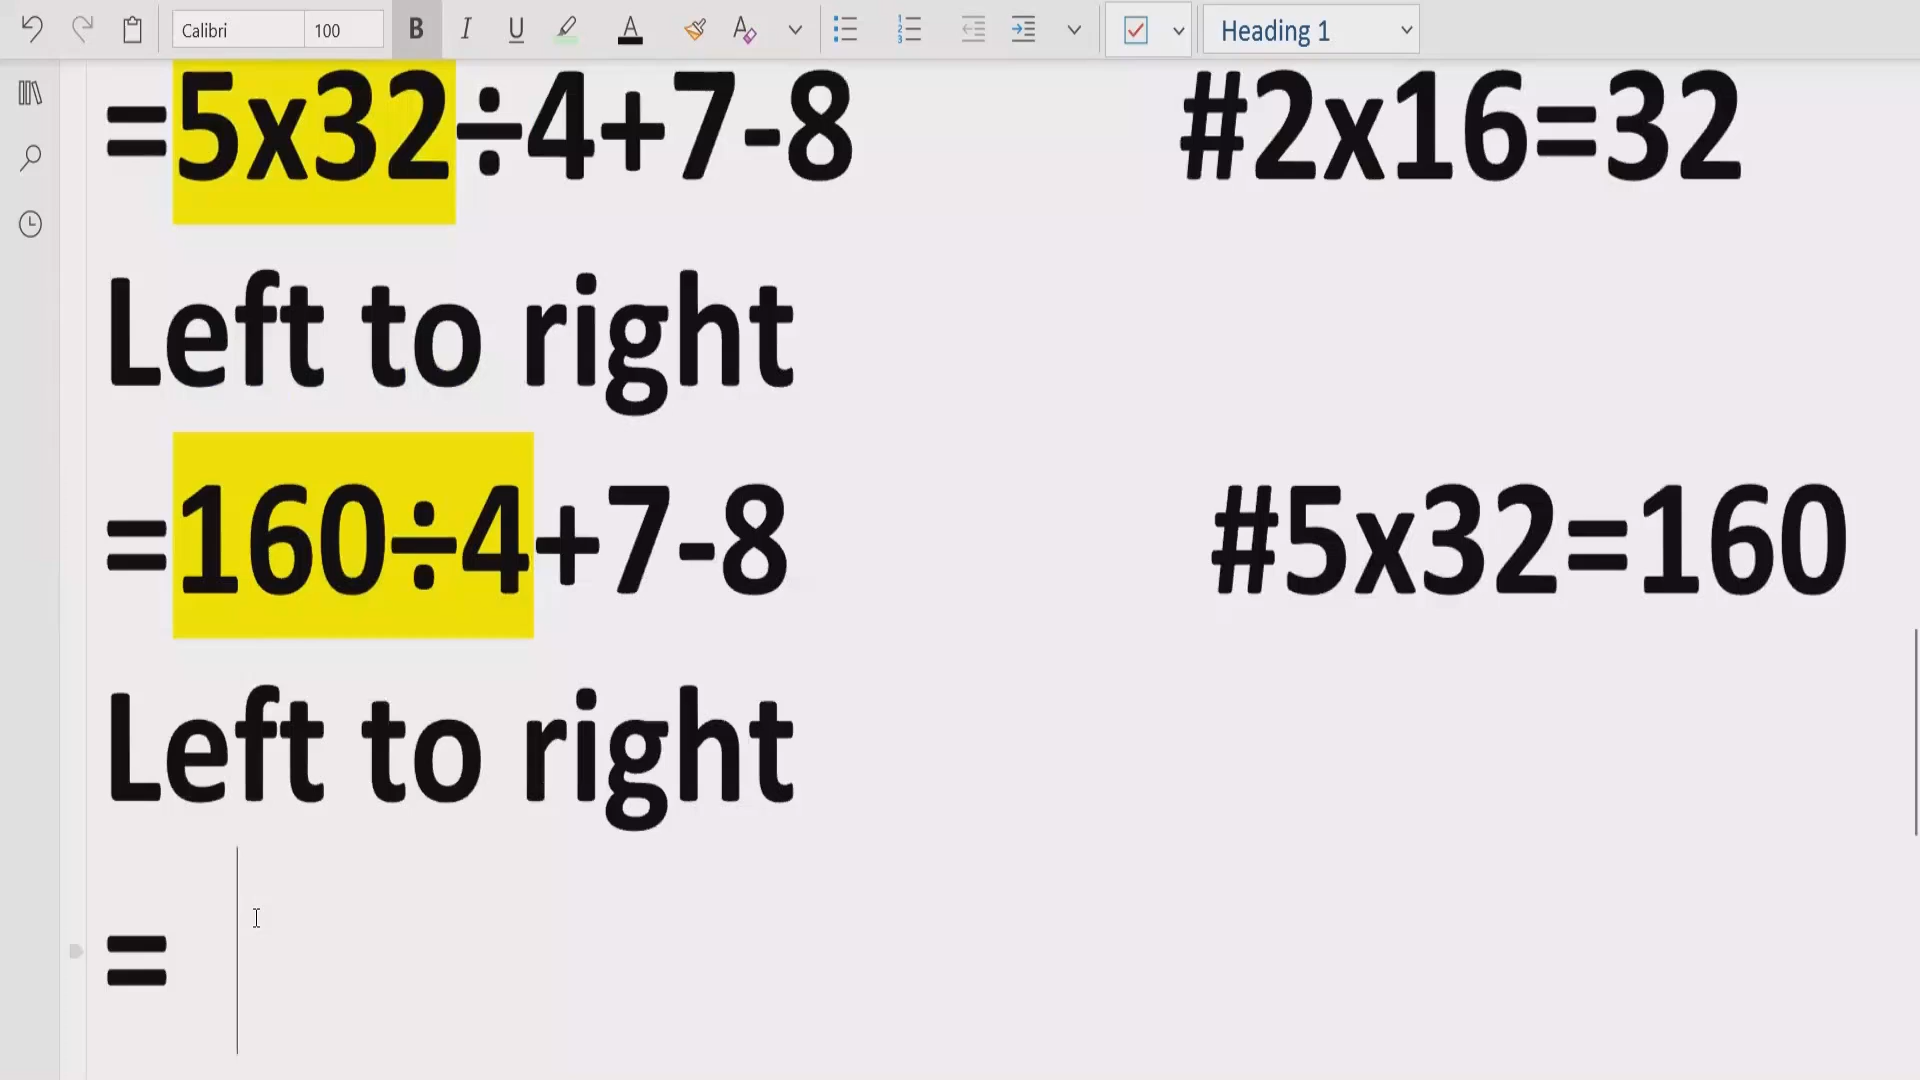 Calibri 100 B I U A A Heading 1
=5x32÷4+7-8 #2x16=32
Left to right
=160÷4+7-8 #5x32=160
Left to right
=